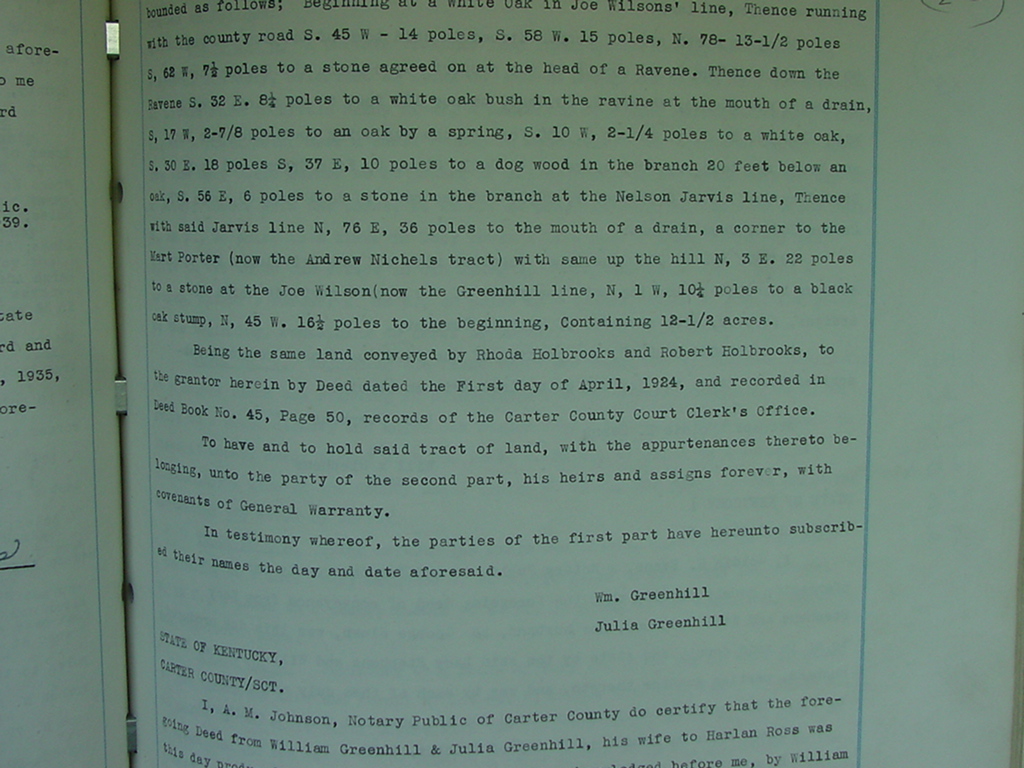 bounded as follows; Beginning at a White Oak in Joe Wilsons' line, Thence running
with the county road S. 45 W - 14 poles, S. 58 W. 15 poles, N. 78- 13-1/2 poles
S, 62 W, 7½ poles to a stone agreed on at the head of a Ravene. Thence down the
Ravene S. 32 E. 8¼ poles to a white oak bush in the ravine at the mouth of a drain,
S, 17 W, 2-7/8 poles to an oak by a spring, S. 10 W, 2-1/4 poles to a white oak,
S. 30 E. 18 poles S, 37 E, 10 poles to a dog wood in the branch 20 feet below an
oak, S. 56 E, 6 poles to a stone in the branch at the Nelson Jarvis line, Thence
with said Jarvis line N, 76 E, 36 poles to the mouth of a drain, a corner to the
Mart Porter (now the Andrew Nichels tract) with same up the hill N, 3 E. 22 poles
to a stone at the Joe Wilson(now the Greenhill line, N, 1 W, 10¼ poles to a black
oak stump, N, 45 W. 16½ poles to the beginning, Containing 12-1/2 acres.
Being the same land conveyed by Rhoda Holbrooks and Robert Holbrooks, to
the grantor herein by Deed dated the First day of April, 1924, and recorded in
Deed Book No. 45, Page 50, records of the Carter County Court Clerk's Office.
To have and to hold said tract of land, with the appurtenances thereto be-
longing, unto the party of the second part, his heirs and assigns forever, with
covenants of General Warranty.
In testimony whereof, the parties of the first part have hereunto subscrib-
ed their names the day and date aforesaid.
Wm. Greenhill
Julia Greenhill
STATE OF KENTUCKY,
CARTER COUNTY/SCT.
I, A. M. Johnson, Notary Public of Carter County do certify that the fore-
going Deed from William Greenhill & Julia Greenhill, his wife to Harlan Ross was
this day before me, by William
afore-
me
rd
ic.
39.
rd and
, 1935,
ore-